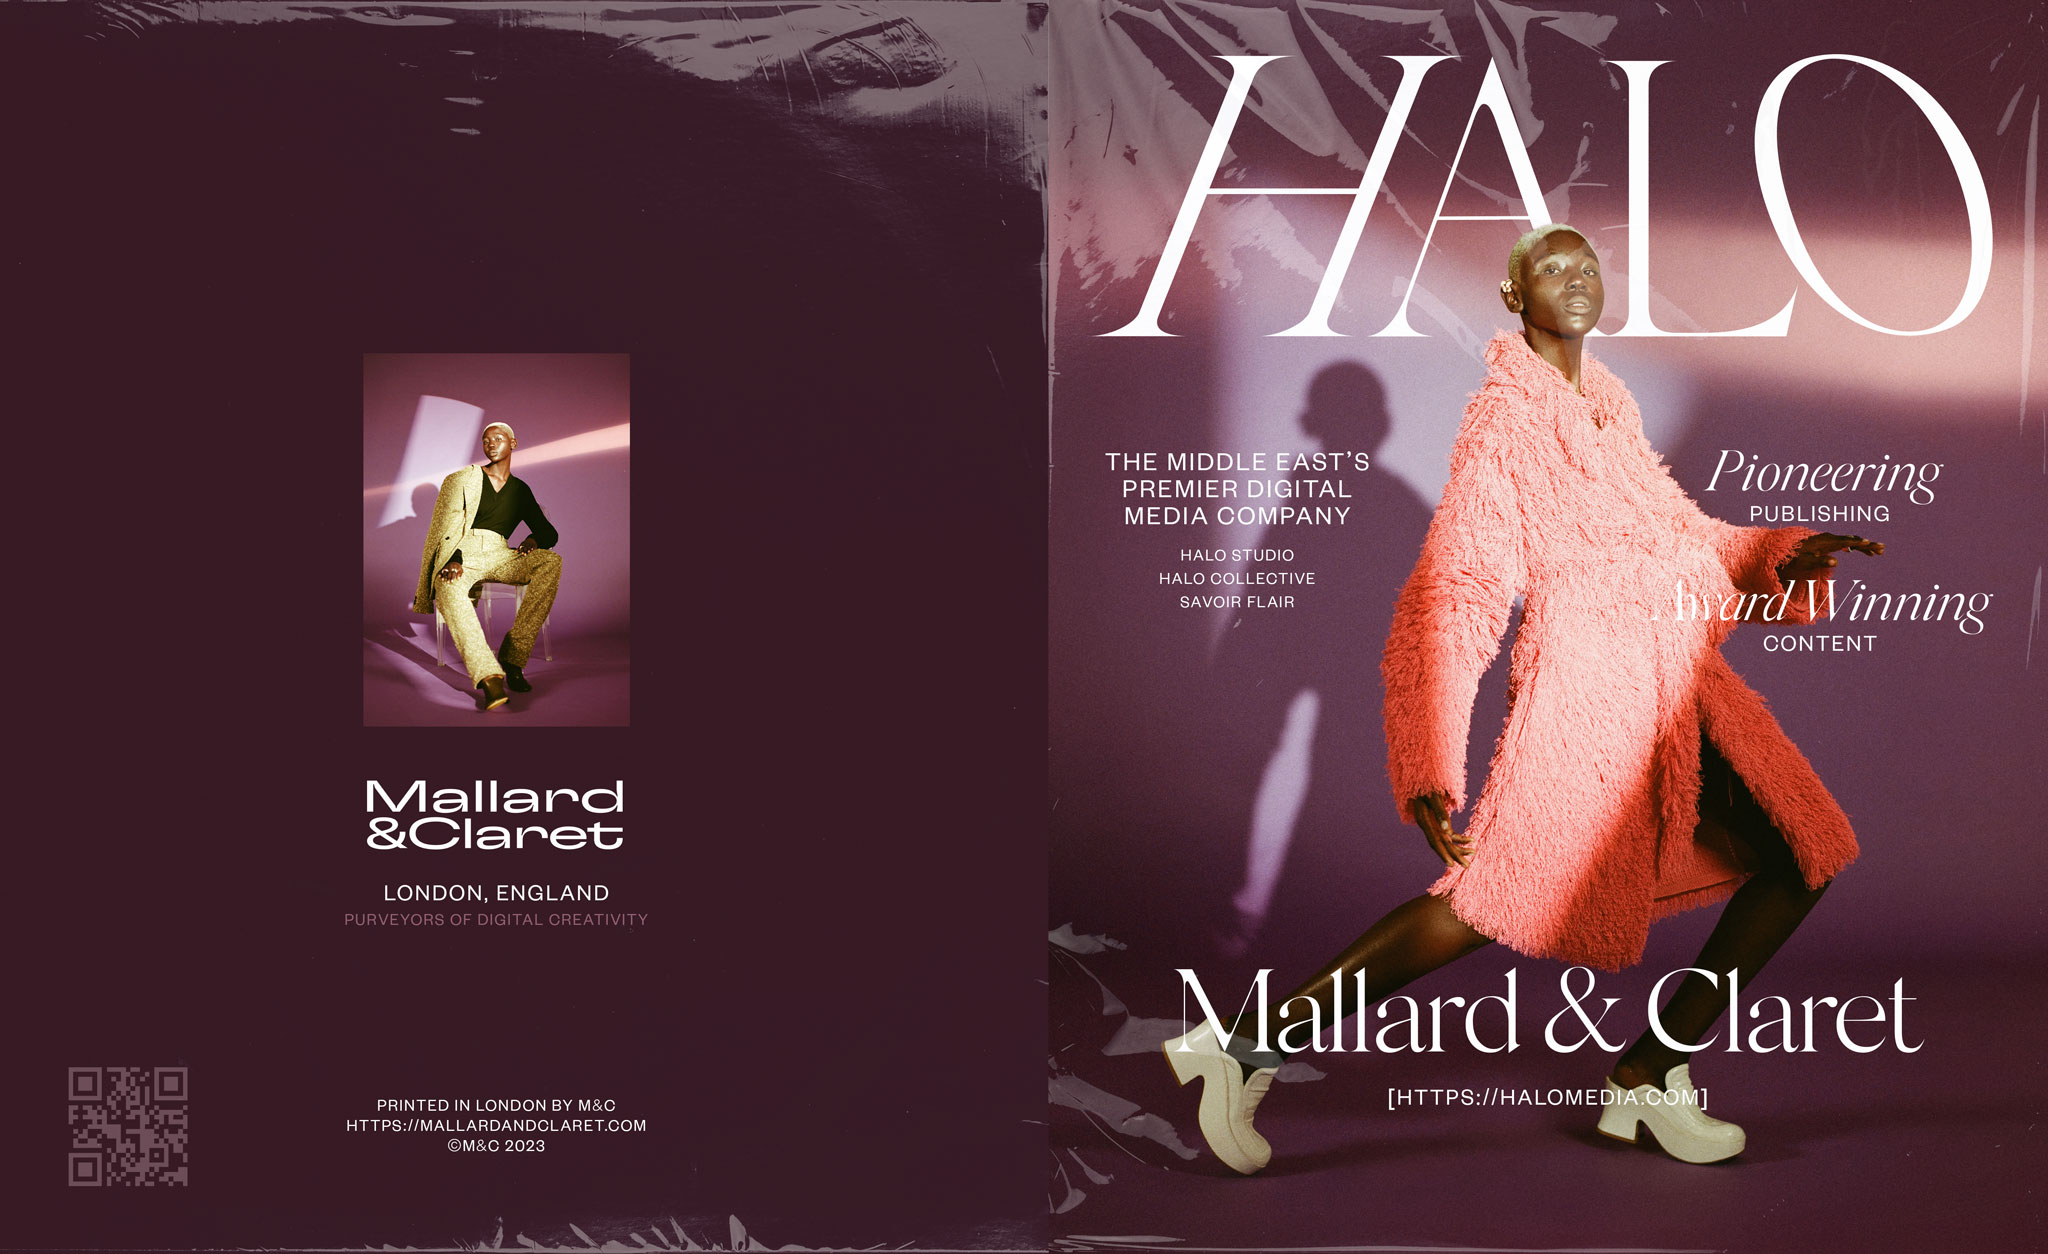 Mallard
&Claret
LONDON, ENGLAND
PURVEYORS OF DIGITAL CREATIVITY
PRINTED IN LONDON BY M&C
HTTPS://MALLARDANDCLARET.COM
©M&C 2023
HALO
THE MIDDLE EAST’S
PREMIER DIGITAL
MEDIA COMPANY
HALO STUDIO
HALO COLLECTIVE
SAVOIR FLAIR
Pioneering
PUBLISHING
Award Winning
CONTENT
Mallard & Claret
[HTTPS://HALOMEDIA.COM]